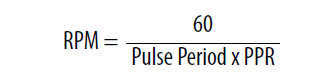 RPM = 60
Pulse Period x PPR